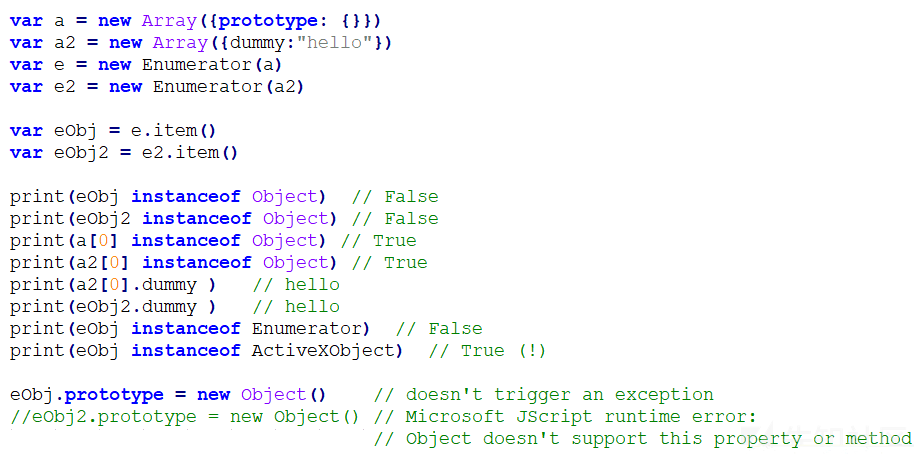 var a = new Array({prototype: {}})
var a2 = new Array({dummy:"hello"})
var e = new Enumerator(a)
var e2 = new Enumerator(a2)
var eObj = e.item()
var eObj2 = e2.item()
print(eObj instanceof Object)  // False
print(eObj2 instanceof Object) // False
print(a[0] instanceof Object) // True
print(a2[0] instanceof Object) // True
print(a2[0].dummy )   // hello
print(eObj2.dummy )   // hello
print(eObj instanceof Enumerator)  // False
print(eObj instanceof ActiveXObject)  // True (!)
eObj.prototype = new Object()    // doesn't trigger an exception
//eObj2.prototype = new Object() // Microsoft JScript runtime error:
// Object doesn't support this property or method